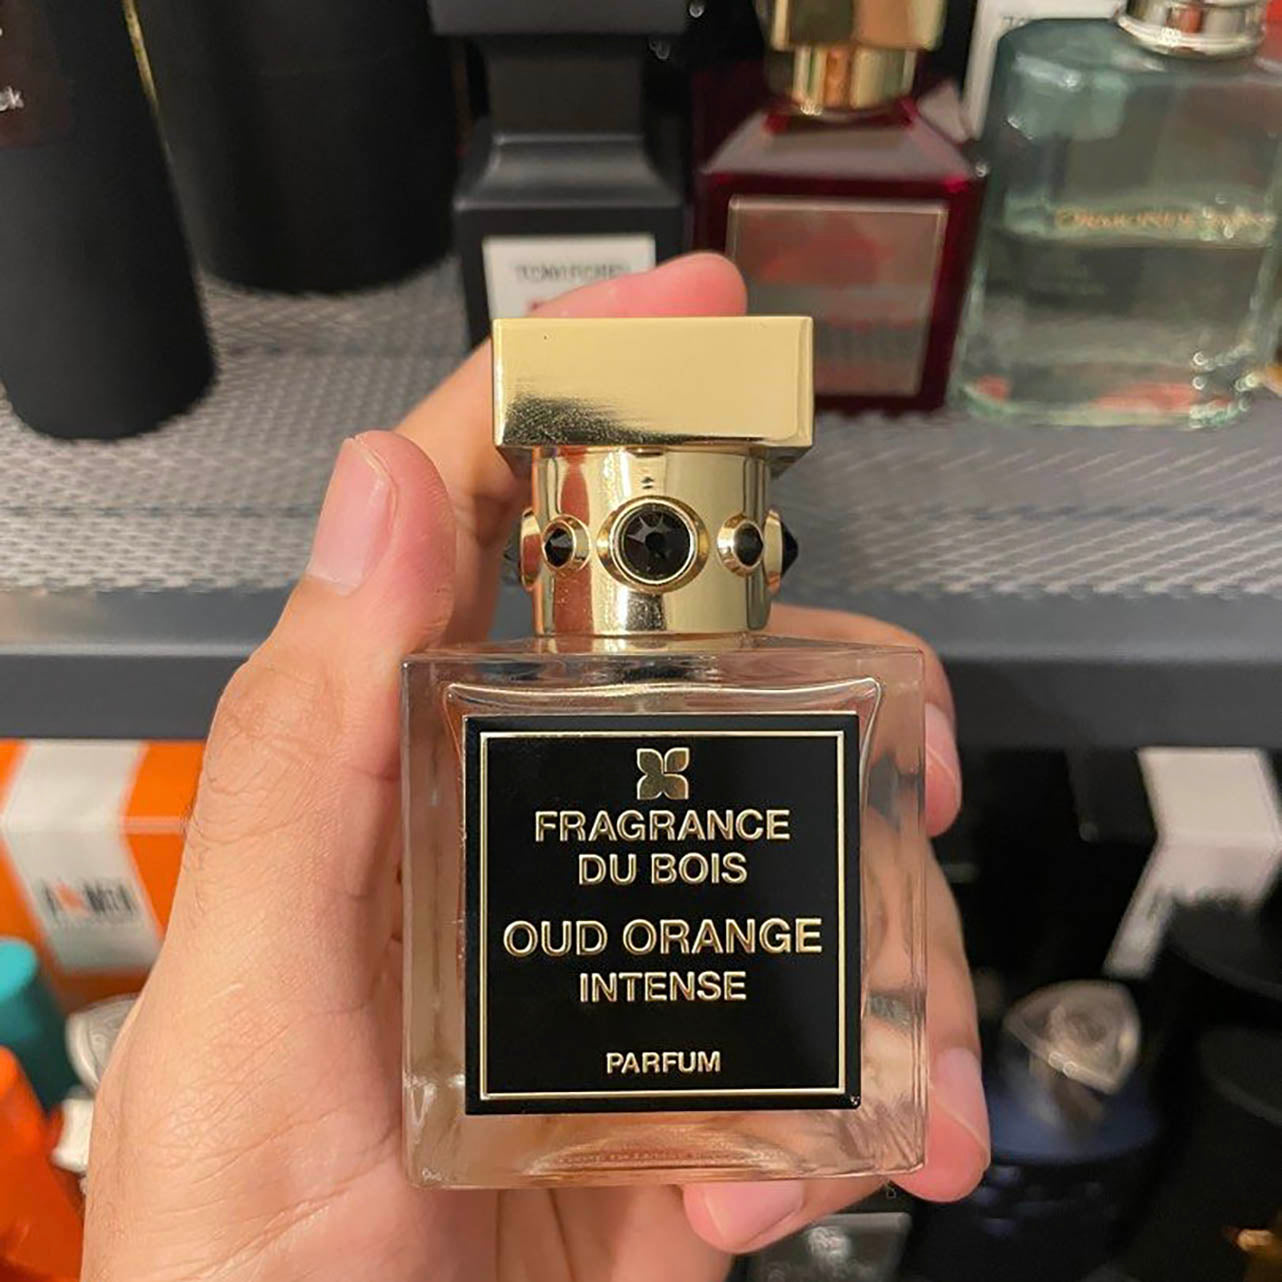 FRAGRANCE
DU BOIS
OUD ORANGE
INTENSE
PARFUM